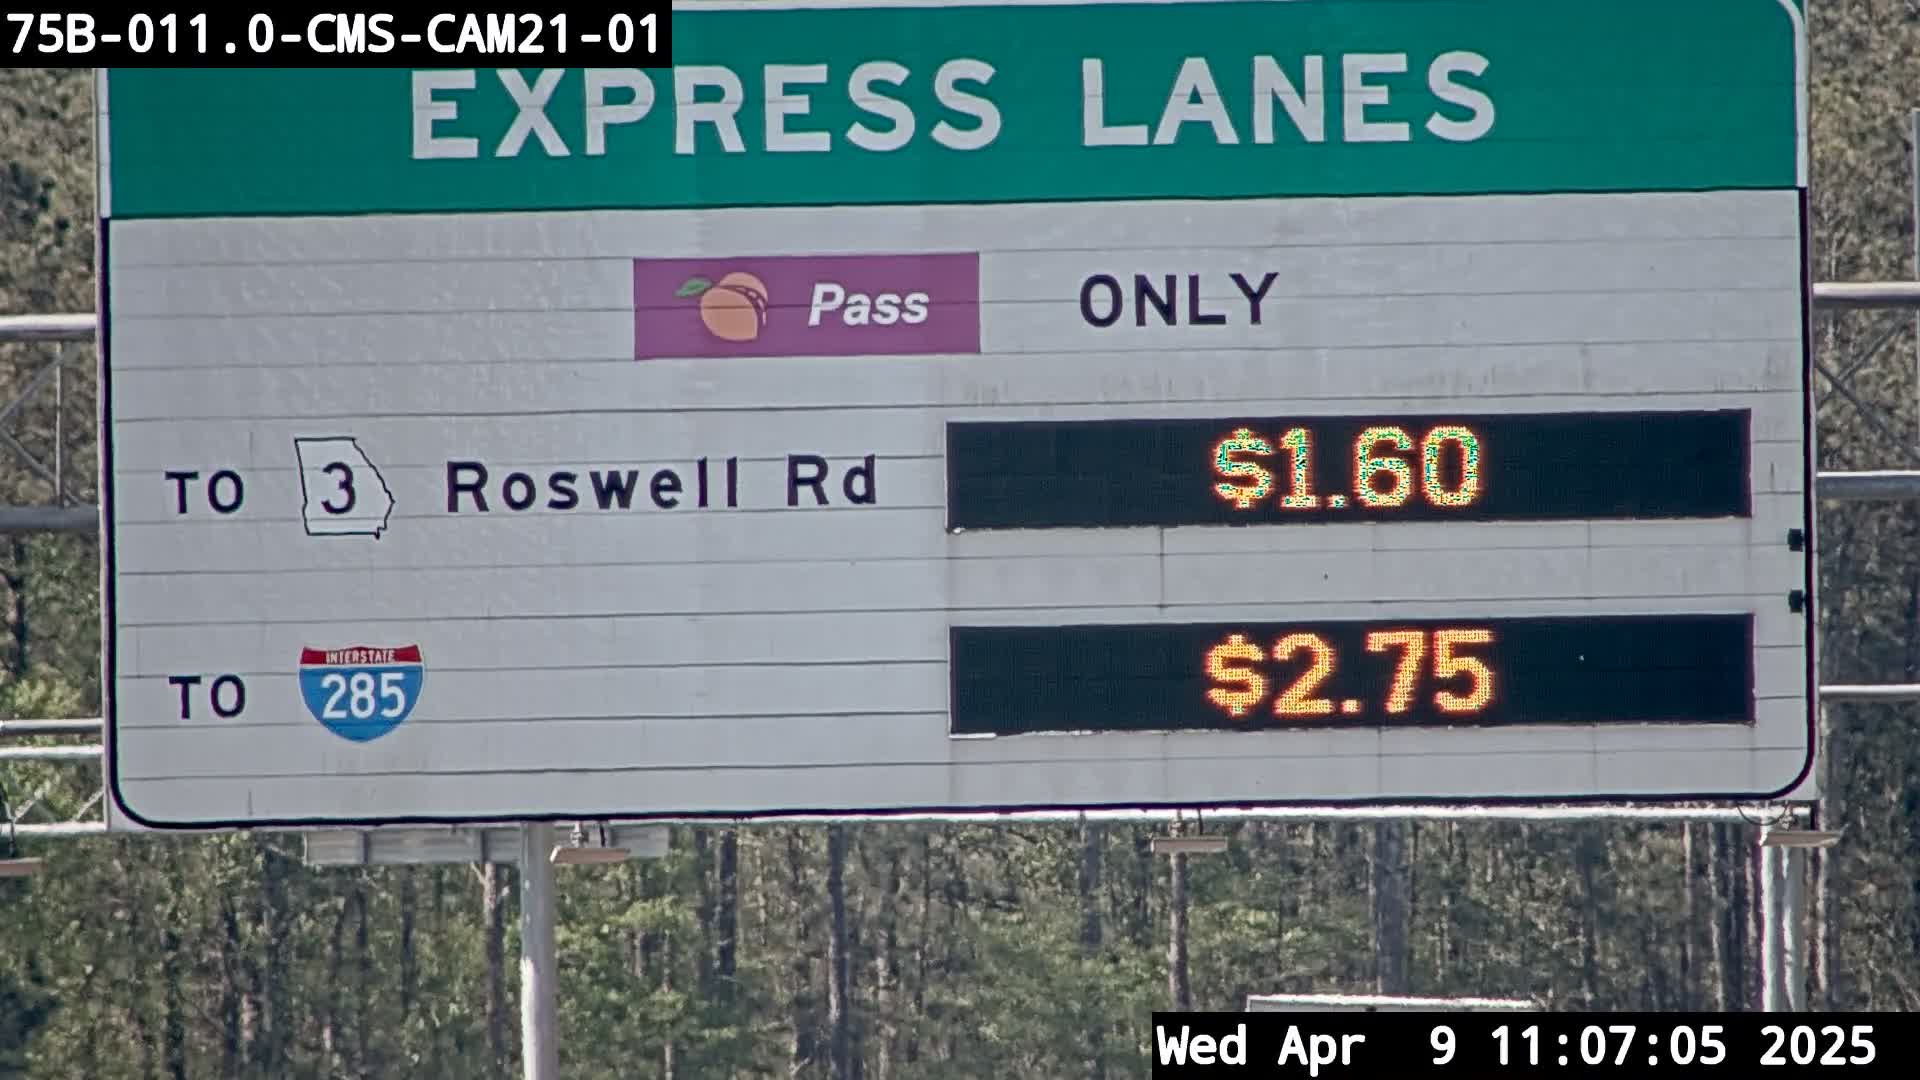 75B-011.0-CMS-CAM21-01
EXPRESS LANES
Pass ONLY
TO 3 Roswell Rd $1.60
TO INTERSTATE 285 $2.75
Wed Apr 9 11:07:05 2025